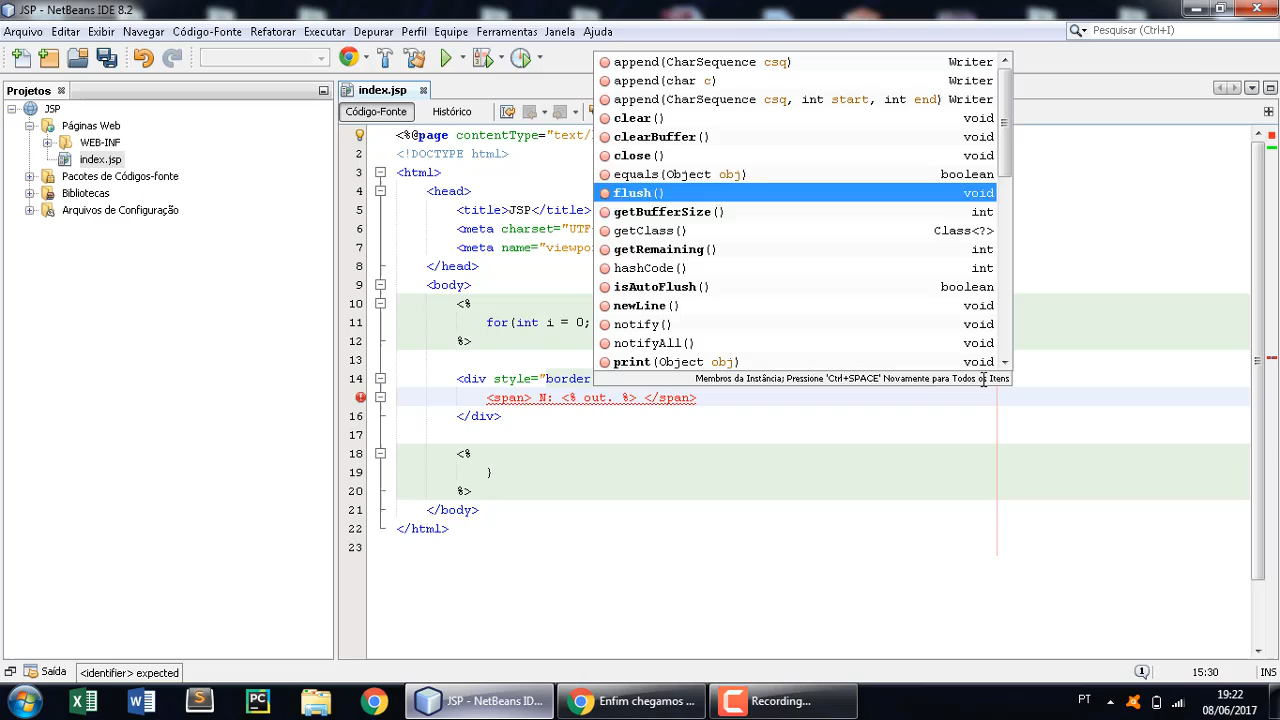 JSP - NetBeans IDE 8.2
Arquivo Editar Exibir Navegar Código-Fonte Refatorar Executar Depurar Perfil Equipe Ferramentas Janela Ajuda
Pesquisar (Ctrl+I)
Projetos
JSP
Páginas Web
WEB-INF
index.jsp
Pacotes de Códigos-fonte
Bibliotecas
Arquivos de Configuração
index.jsp
Código-Fonte Histórico
<%@page contentType="text/
2 <!DOCTYPE html>
3 <html>
4 <head>
5 <title>JSP</title>
6 <meta charset="UTF-
7 <meta name="viewpo
8 </head>
9 <body>
10 <%
11 for(int i = 0;
12 %>
13
14 <div style="border
<span> N: <% out. %> </span>
16 </div>
17
18 <%
19 }
20 %>
21 </body>
22 </html>
23
append(CharSequence csq) Writer
append(char c) Writer
append(CharSequence csq, int start, int end) Writer
clear() void
clearBuffer() void
close() void
equals(Object obj) boolean
flush() void
getBufferSize() int
getClass() Class<?>
getRemaining() int
hashCode() int
isAutoFlush() boolean
newLine() void
notify() void
notifyAll() void
print(Object obj) void
Membros da Instância; Pressione 'Ctrl+SPACE' Novamente para Todos os Itens
Saída <identifier> expected
1 15:30 INS
JSP - NetBeans IDE... Enfim chegamos ... Recording...
PT
19:22
08/06/2017